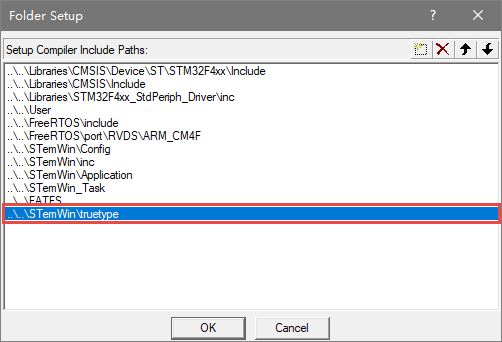 Folder Setup
Setup Compiler Include Paths:
..\..\Libraries\CMSIS\Device\ST\STM32F4xx\Include
..\..\Libraries\CMSIS\Include
..\..\Libraries\STM32F4xx_StdPeriph_Driver\inc
..\..\User
..\..\FreeRTOS\include
..\..\FreeRTOS\port\RVDS\ARM_CM4F
..\..\STemWin\Config
..\..\STemWin\inc
..\..\STemWin\Application
..\..\STemWin_Task
..\..\FATFS
..\..\STemWin\truetype
OK
Cancel